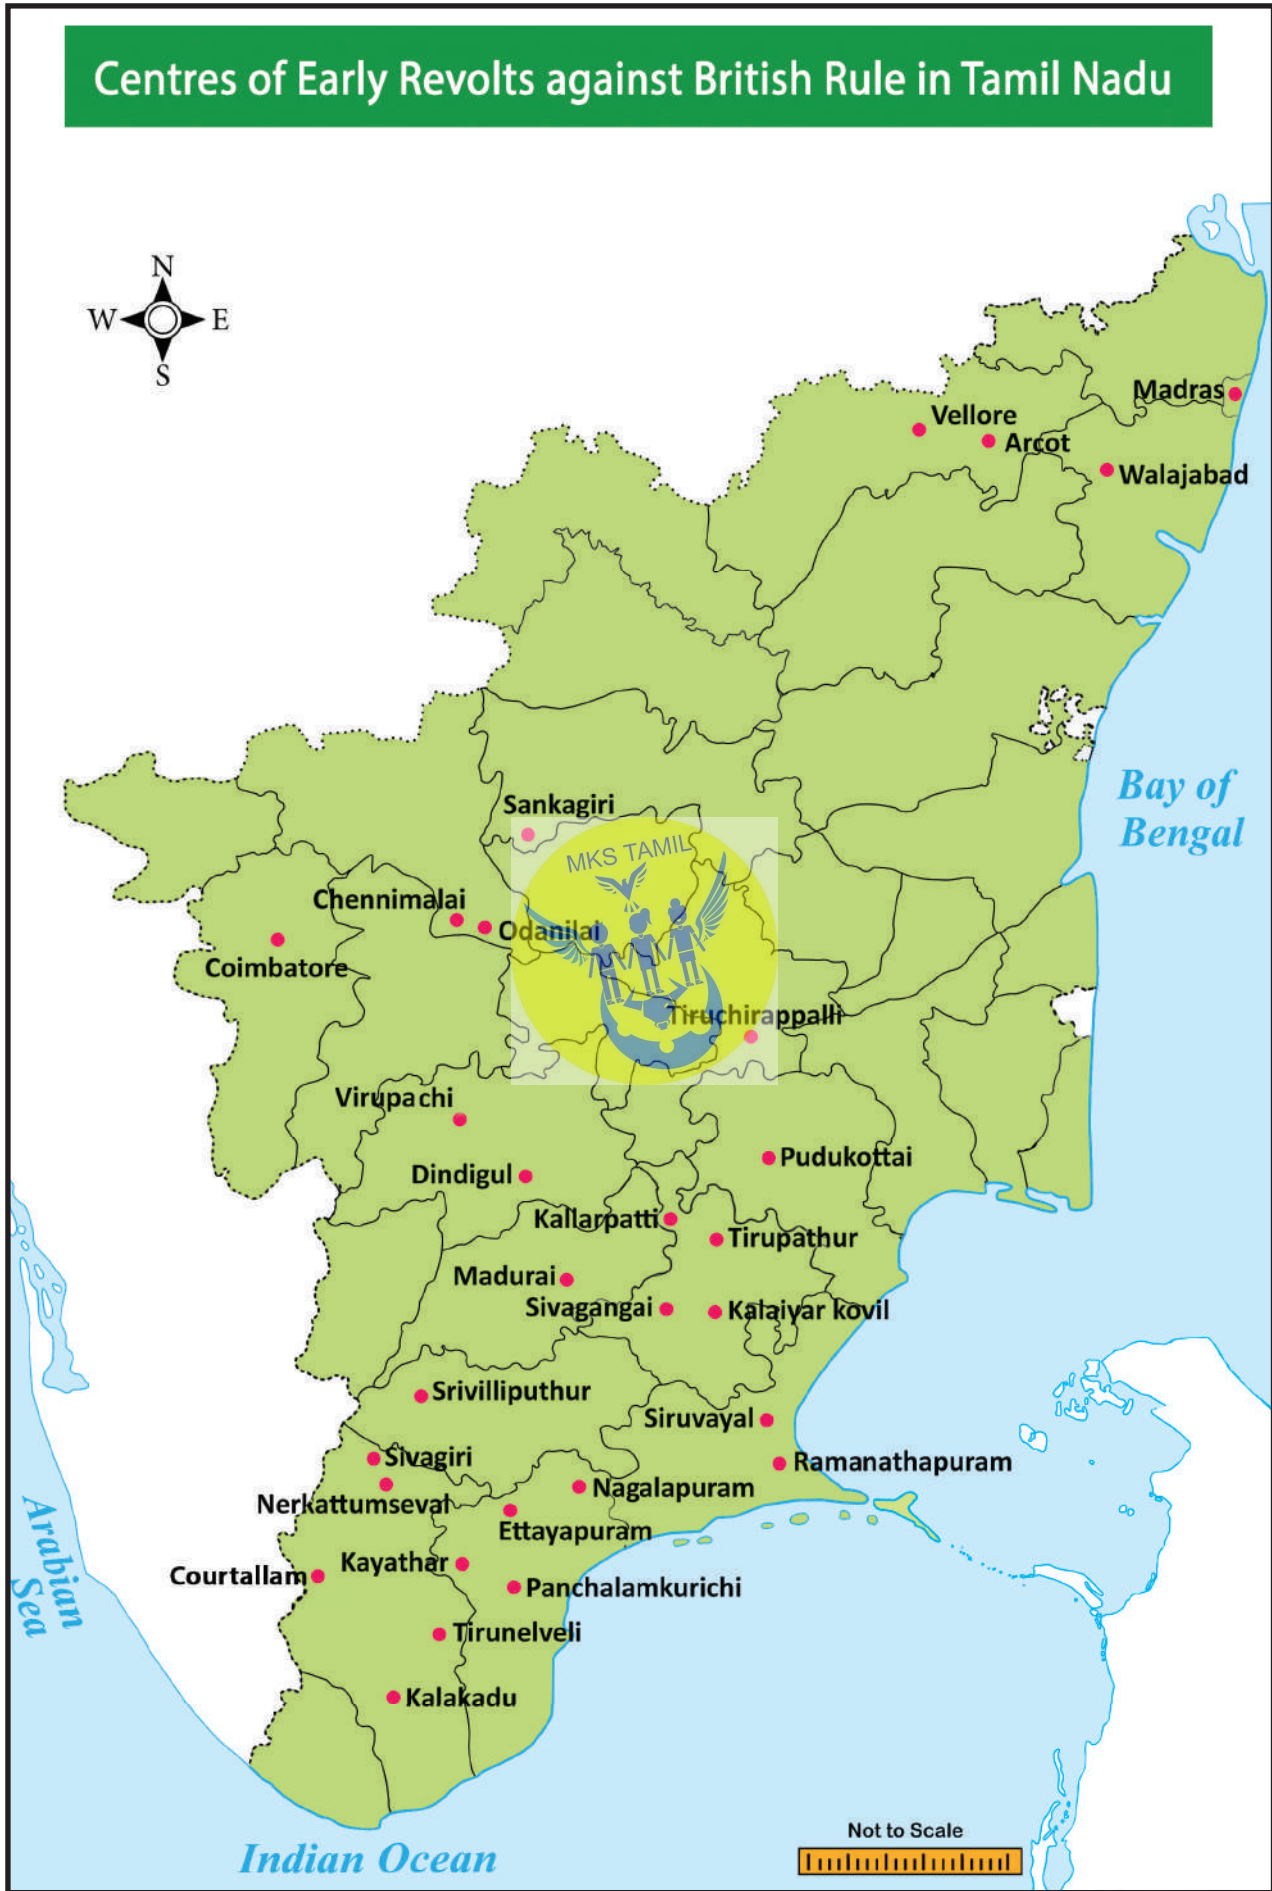 Centres of Early Revolts against British Rule in Tamil Nadu
N
W E
S
Madras
Vellore
Arcot
Walajabad
Bay of
Bengal
Sankagiri
MKS TAMIL
Chennimalai
Odanilai
Coimbatore
Tiruchirappalli
Virupachi
Pudukottai
Dindigul
Kallarpatti
Tirupathur
Madurai
Sivagangai
Kalaiyar kovil
Srivilliputhur
Siruvayal
Sivagiri
Ramanathapuram
Nagalapuram
Nerkattumseval
Ettayapuram
Kayathar
Courtallam
Panchalamkurichi
Arabian
Sea
Tirunelveli
Kalakadu
Not to Scale
Indian Ocean